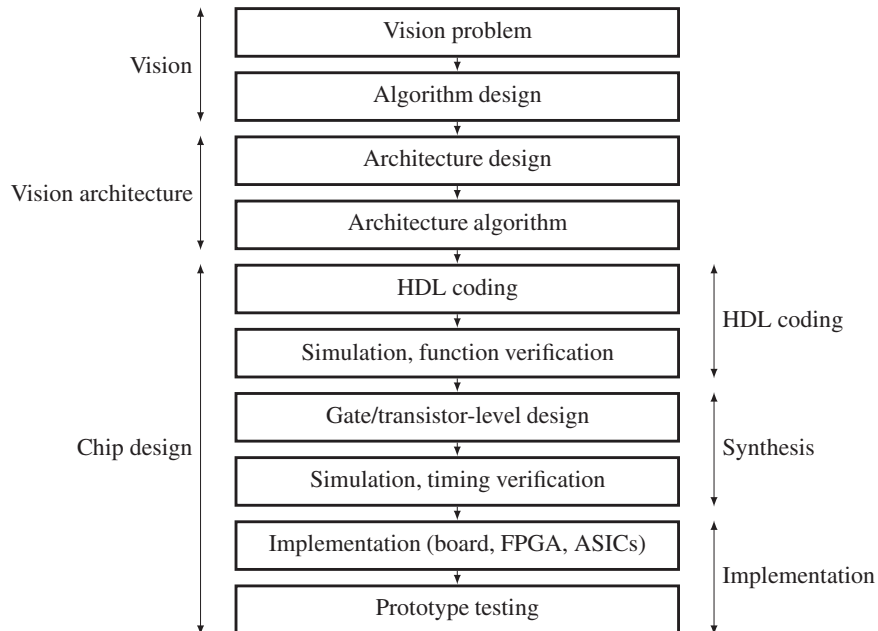 Vision problem
Vision
Algorithm design
Architecture design
Vision architecture
Architecture algorithm
HDL coding
HDL coding
Simulation, function verification
Gate/transistor-level design
Chip design
Synthesis
Simulation, timing verification
Implementation (board, FPGA, ASICs)
Implementation
Prototype testing